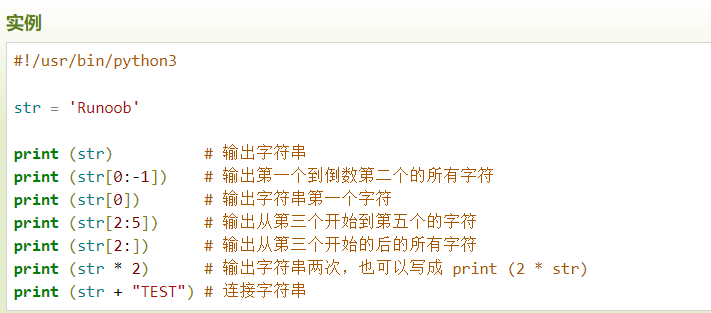 实例
#!/usr/bin/python3
str = 'Runoob'
print (str)          # 输出字符串
print (str[0:-1])    # 输出第一个到倒数第二个的所有字符
print (str[0])       # 输出字符串第一个字符
print (str[2:5])     # 输出从第三个开始到第五个的字符
print (str[2:])      # 输出从第三个开始的后的所有字符
print (str * 2)      # 输出字符串两次，也可以写成 print (2 * str)
print (str + "TEST") # 连接字符串